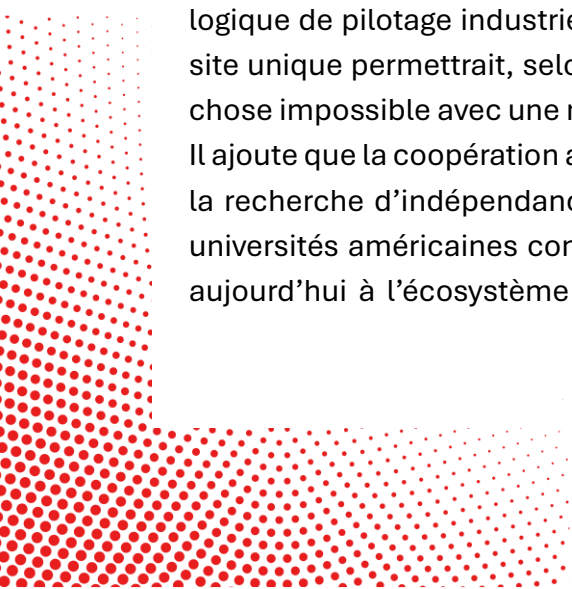 logique de pilotage industrie
site unique permettrait, selo
chose impossible avec une
Il ajoute que la coopération
la recherche d’indépendanc
universités américaines con
aujourd’hui à l’écosystème